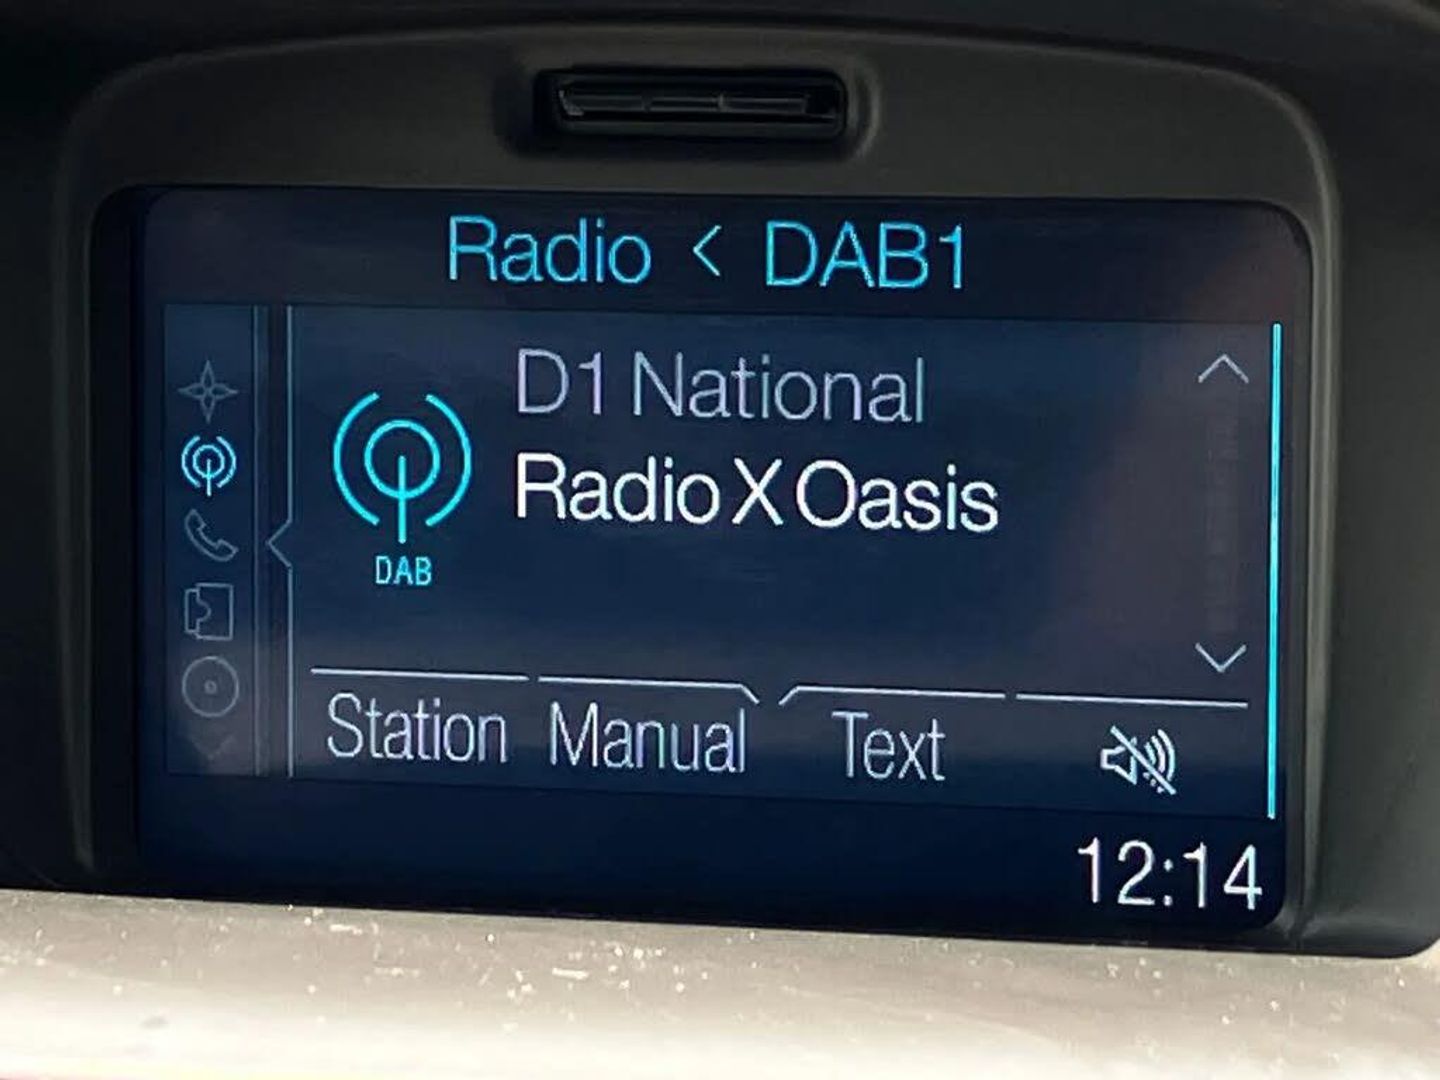 Radio < DAB1
D1 National
Radio X Oasis
DAB
Station Manual Text
12:14